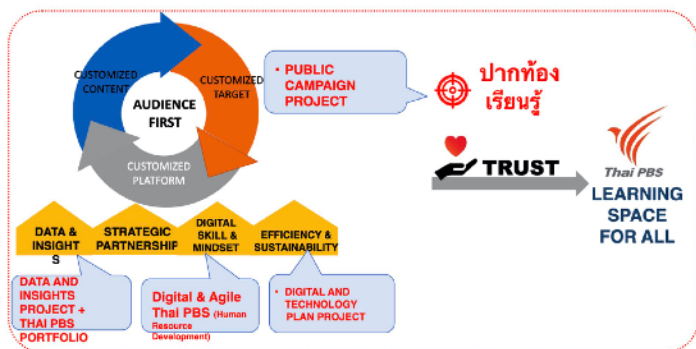 CUSTOMIZED
CONTENT
CUSTOMIZED
TARGET
AUDIENCE
FIRST
CUSTOMIZED
PLATFORM
• PUBLIC
CAMPAIGN
PROJECT
ปากท้อง
เรียนรู้
TRUST
Thai PBS
LEARNING
SPACE
FOR ALL
DATA &
INSIGHT
S
STRATEGIC
PARTNERSHIP
DIGITAL
SKILL &
MINDSET
EFFICIENCY &
SUSTAINABILITY
DATA AND
INSIGHTS
PROJECT +
THAI PBS
PORTFOLIO
Digital & Agile
Thai PBS (Human
Resource
Development)
• DIGITAL AND
TECHNOLOGY
PLAN PROJECT